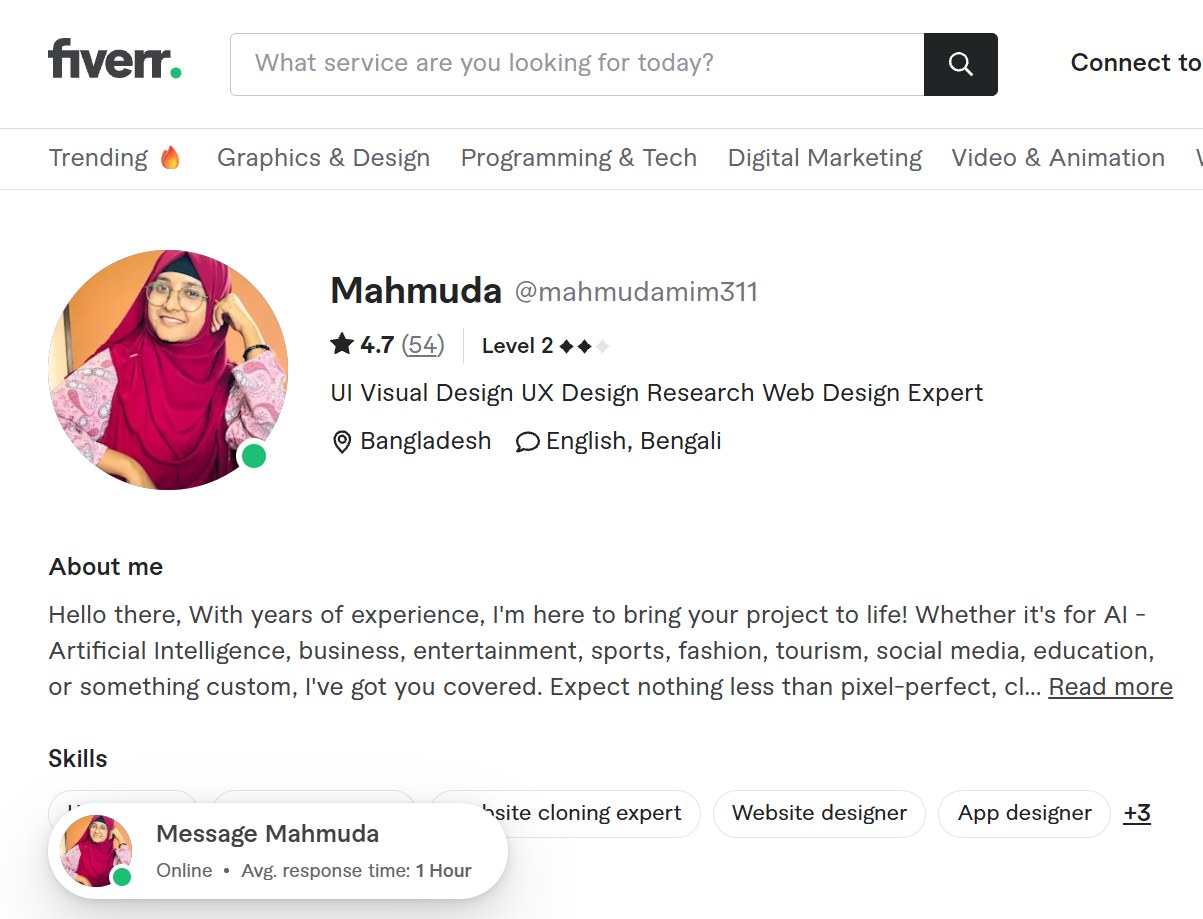 fiverr.
What service are you looking for today?
Connect to
Trending 🔥 Graphics & Design Programming & Tech Digital Marketing Video & Animation
Mahmuda @mahmudamim311
★ 4.7 (54) Level 2
UI Visual Design UX Design Research Web Design Expert
Bangladesh English, Bengali
About me
Hello there, With years of experience, I'm here to bring your project to life! Whether it's for AI -
Artificial Intelligence, business, entertainment, sports, fashion, tourism, social media, education,
or something custom, I've got you covered. Expect nothing less than pixel-perfect, cl... Read more
Skills
bsite cloning expert Website designer App designer +3
Message Mahmuda
Online • Avg. response time: 1 Hour